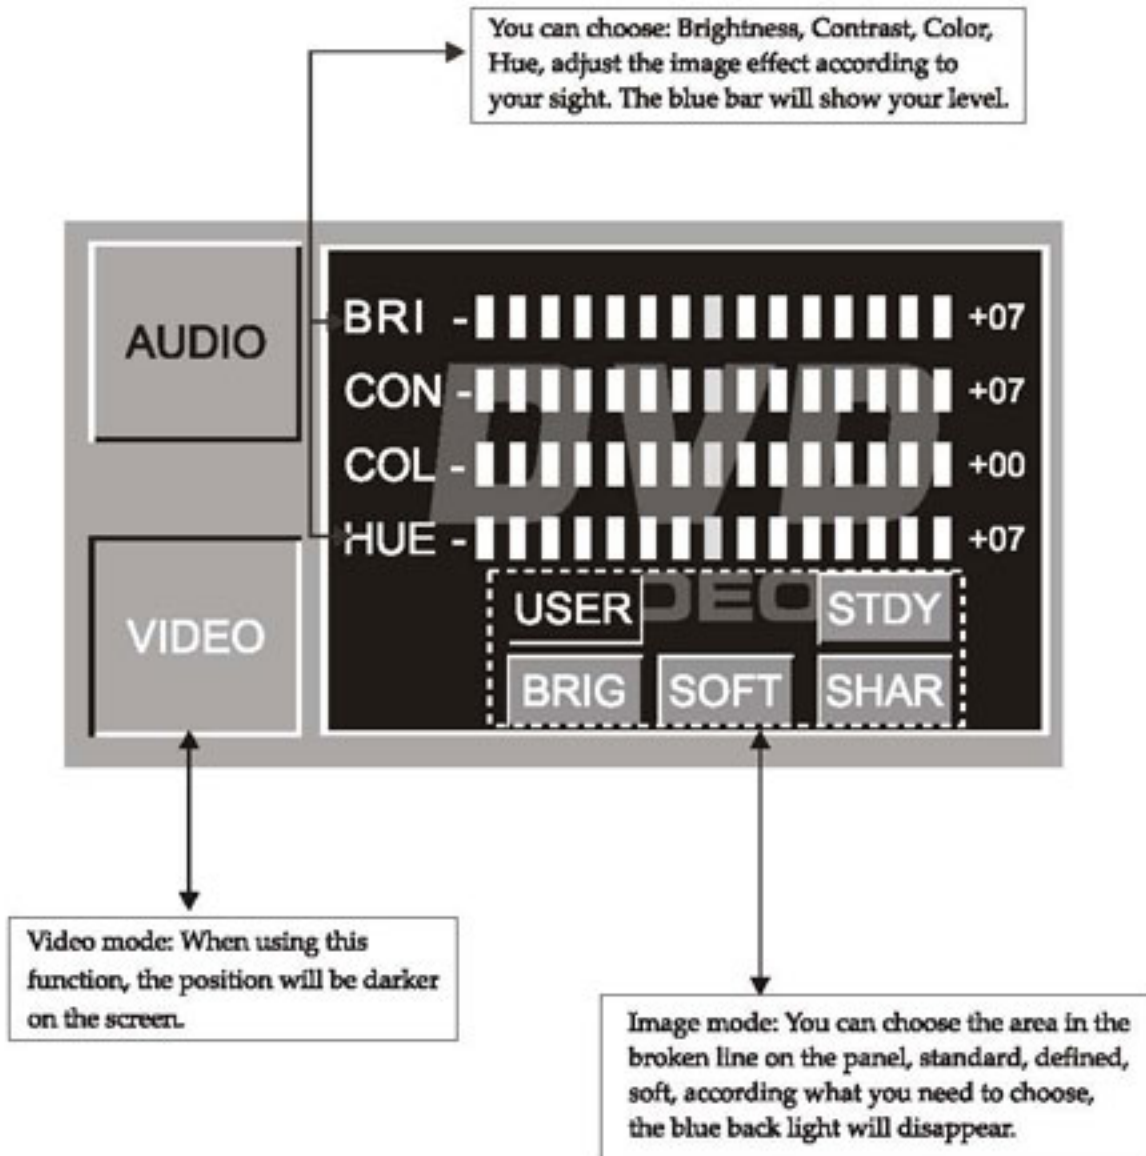 You can choose: Brightness, Contrast, Color,
Hue, adjust the image effect according to
your sight. The blue bar will show your level.
AUDIO
VIDEO
BRI - +07
CON - +07
COL - +00
HUE - +07
DVD
DEO
USER STDY
BRIG SOFT SHAR
Video mode: When using this
function, the position will be darker
on the screen.
Image mode: You can choose the area in the
broken line on the panel, standard, defined,
soft, according what you need to choose,
the blue back light will disappear.